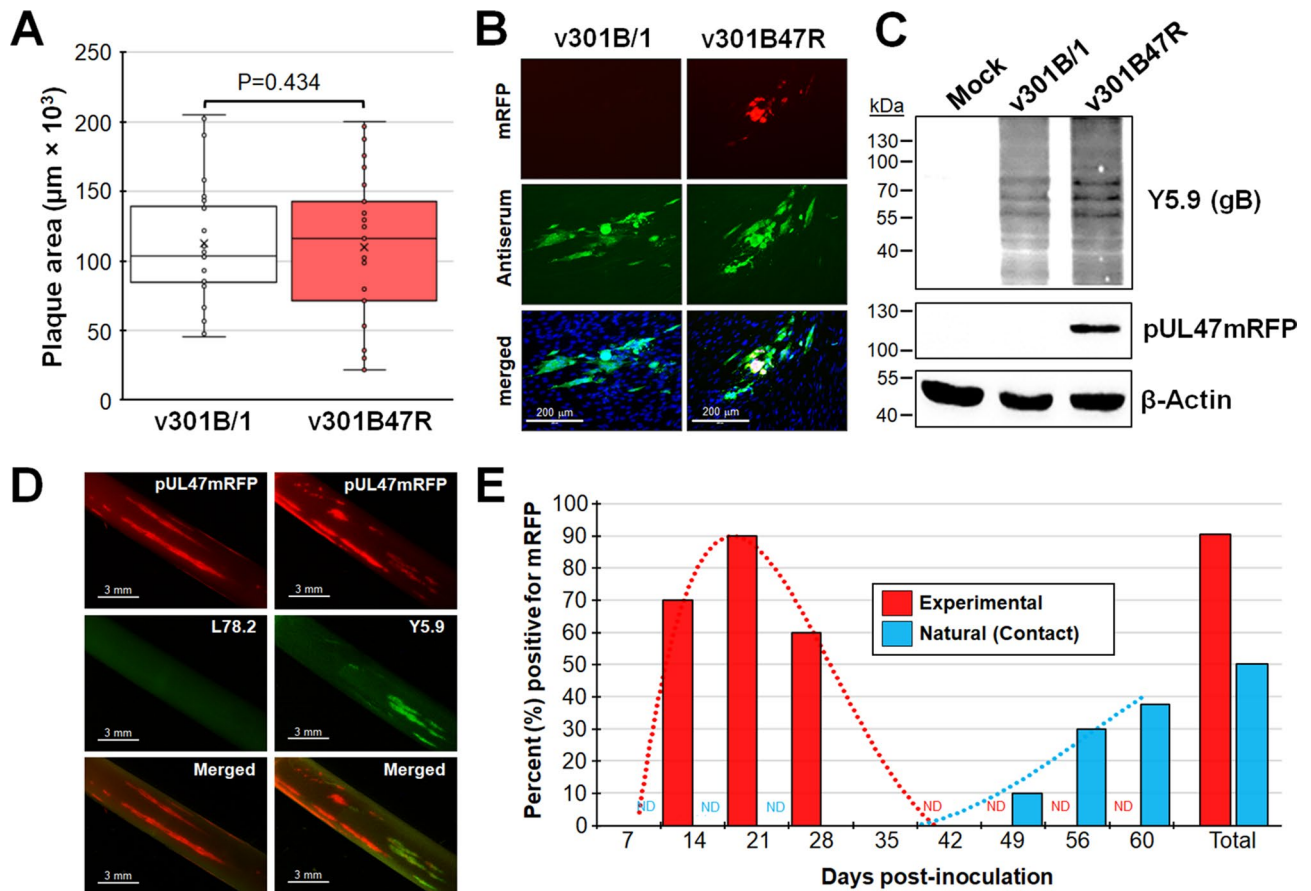 A
250
200
150
100
50
0
Plaque area (µm × 10³)
P=0.434
v301B/1
v301B47R
B
v301B/1
v301B47R
mRFP
Antiserum
merged
200 µm
200 µm
C
Mock
v301B/1
v301B47R
kDa
130
100
70
55
40
Y5.9 (gB)
130
100
pUL47mRFP
55
40
β-Actin
D
pUL47mRFP
pUL47mRFP
3 mm
3 mm
L78.2
Y5.9
3 mm
3 mm
Merged
Merged
3 mm
3 mm
E
Percent (%) positive for mRFP
100
90
80
70
60
50
40
30
20
10
0
Experimental
Natural (Contact)
ND ND ND ND ND ND ND
7 14 21 28 35 42 49 56 60 Total
Days post-inoculation